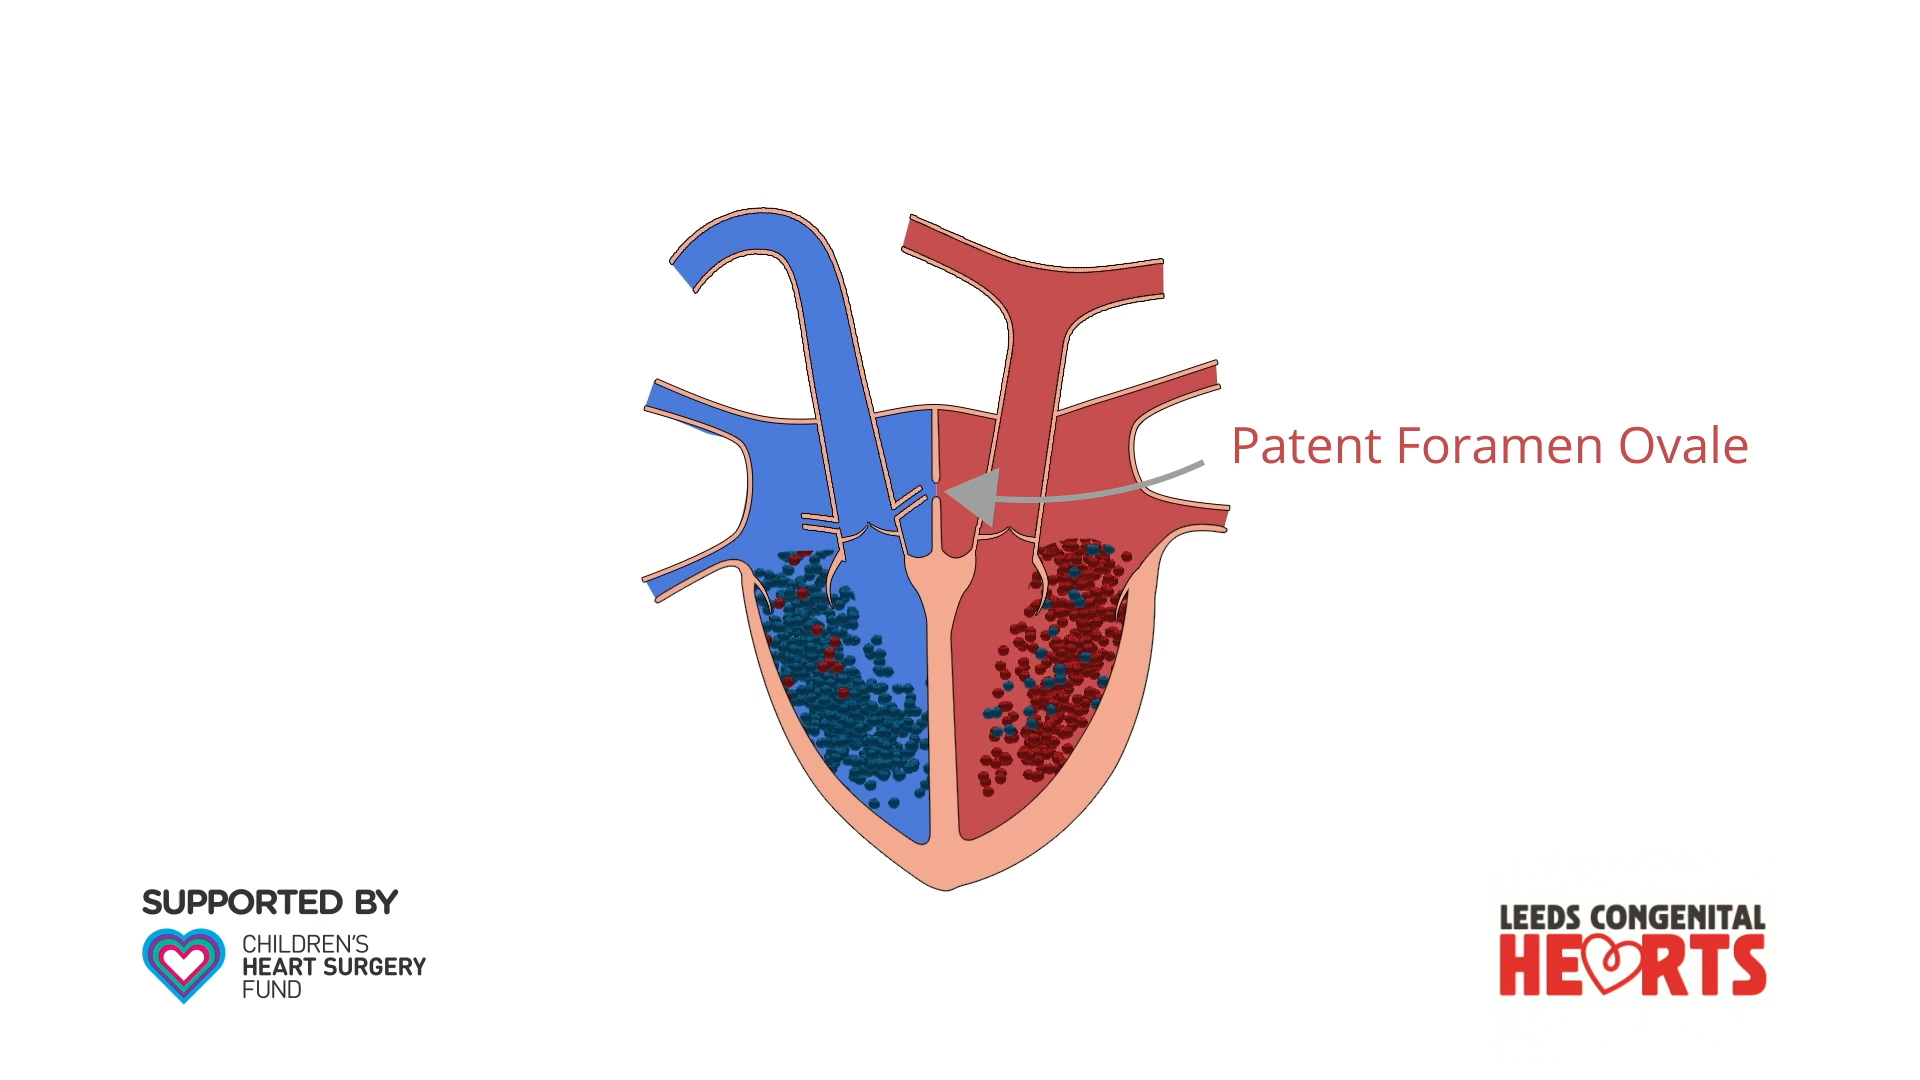 Patent Foramen Ovale
SUPPORTED BY
CHILDREN'S
HEART SURGERY
FUND
LEEDS CONGENITAL
HEARTS